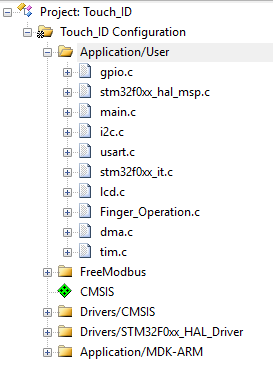 Project: Touch_ID
Touch_ID Configuration
Application/User
gpio.c
stm32f0xx_hal_msp.c
main.c
i2c.c
usart.c
stm32f0xx_it.c
lcd.c
Finger_Operation.c
dma.c
tim.c
FreeModbus
CMSIS
Drivers/CMSIS
Drivers/STM32F0xx_HAL_Driver
Application/MDK-ARM